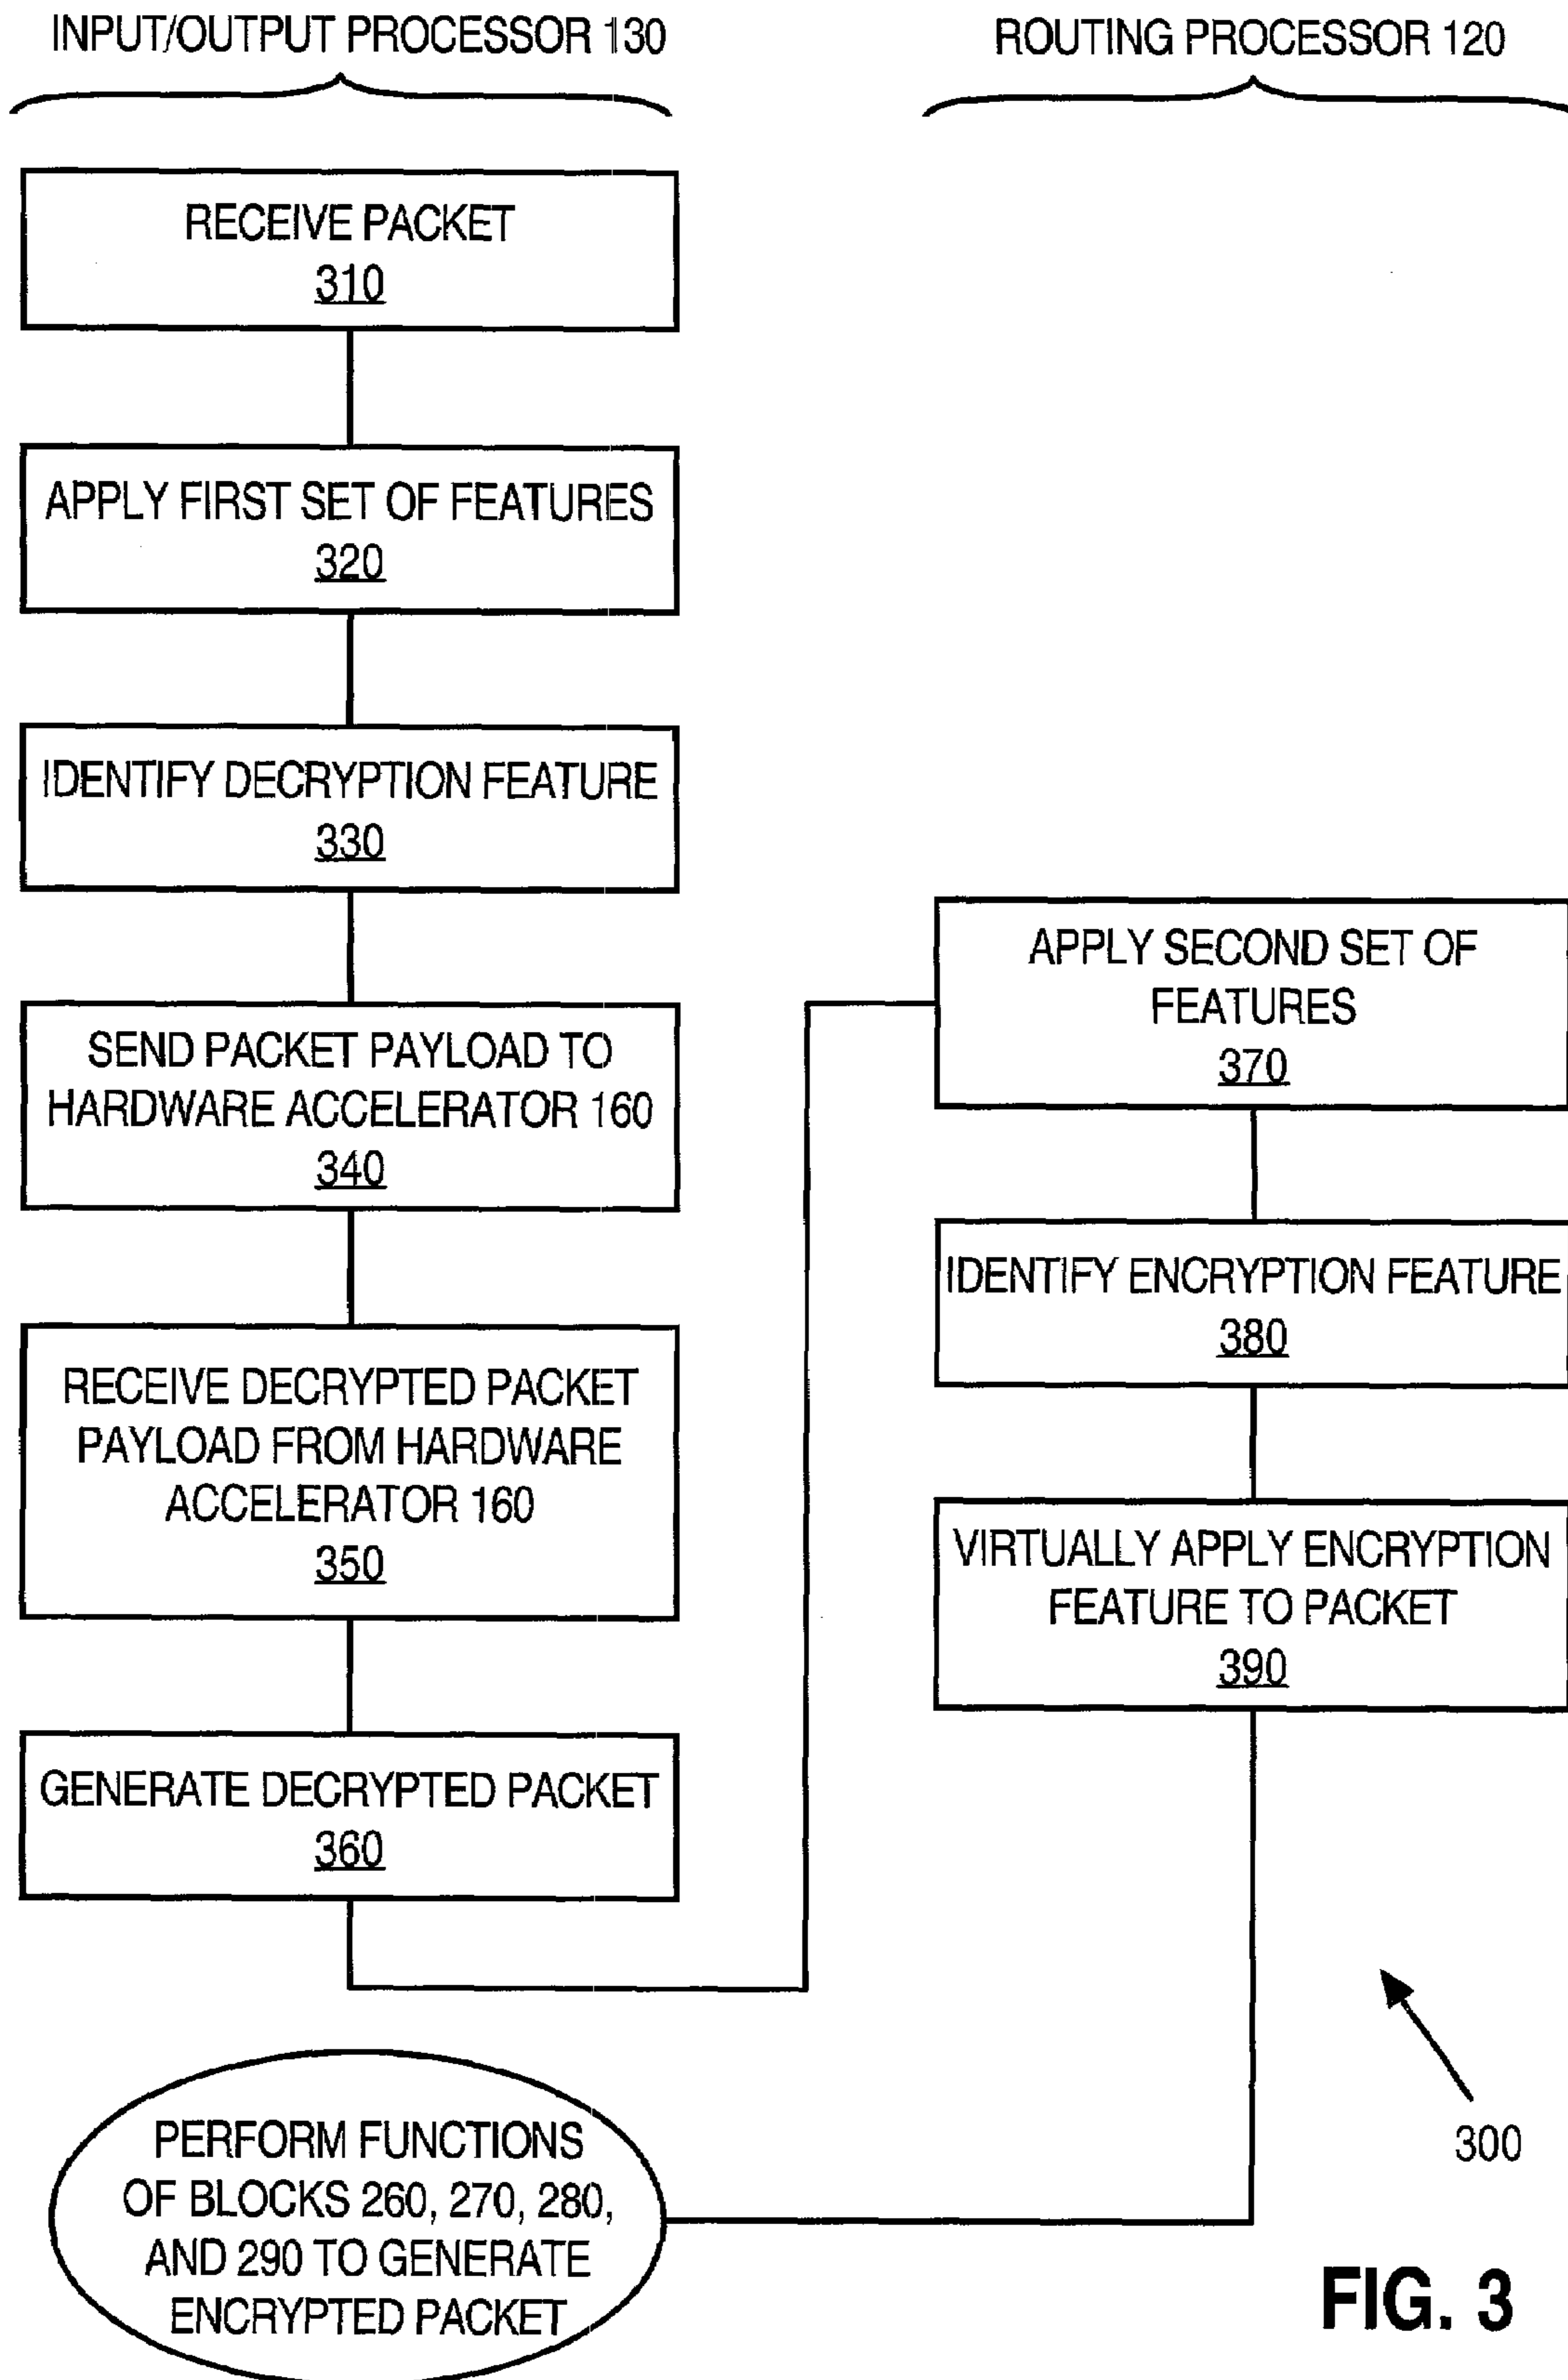 INPUT/OUTPUT PROCESSOR 130
ROUTING PROCESSOR 120
RECEIVE PACKET
310
APPLY FIRST SET OF FEATURES
320
IDENTIFY DECRYPTION FEATURE
330
SEND PACKET PAYLOAD TO
HARDWARE ACCELERATOR 160
340
RECEIVE DECRYPTED PACKET
PAYLOAD FROM HARDWARE
ACCELERATOR 160
350
GENERATE DECRYPTED PACKET
360
APPLY SECOND SET OF
FEATURES
370
IDENTIFY ENCRYPTION FEATURE
380
VIRTUALLY APPLY ENCRYPTION
FEATURE TO PACKET
390
PERFORM FUNCTIONS
OF BLOCKS 260, 270, 280,
AND 290 TO GENERATE
ENCRYPTED PACKET
300
FIG. 3